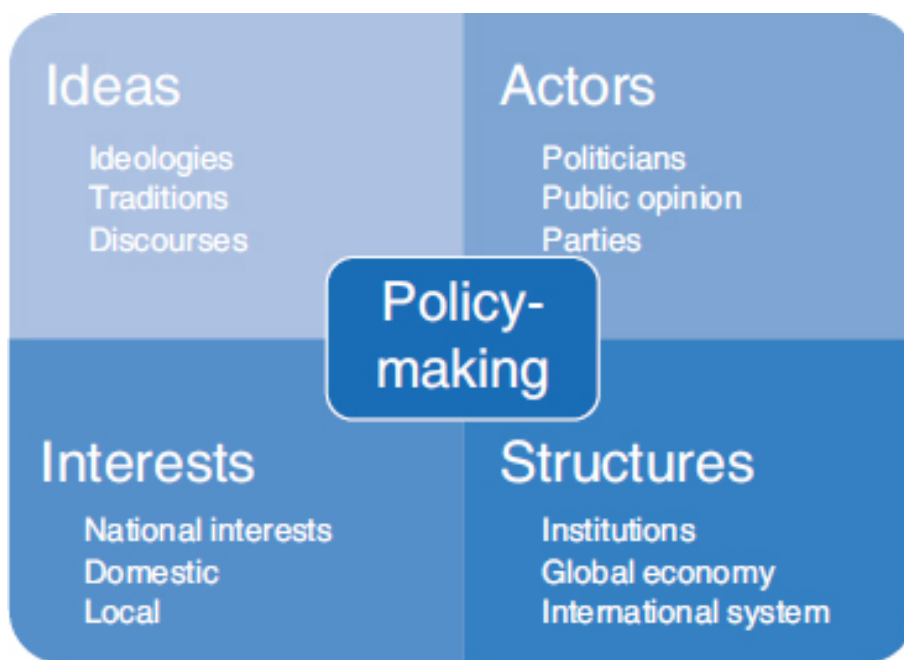 Ideas
Ideologies
Traditions
Discourses
Actors
Politicians
Public opinion
Parties
Policy-
making
Interests
National interests
Domestic
Local
Structures
Institutions
Global economy
International system